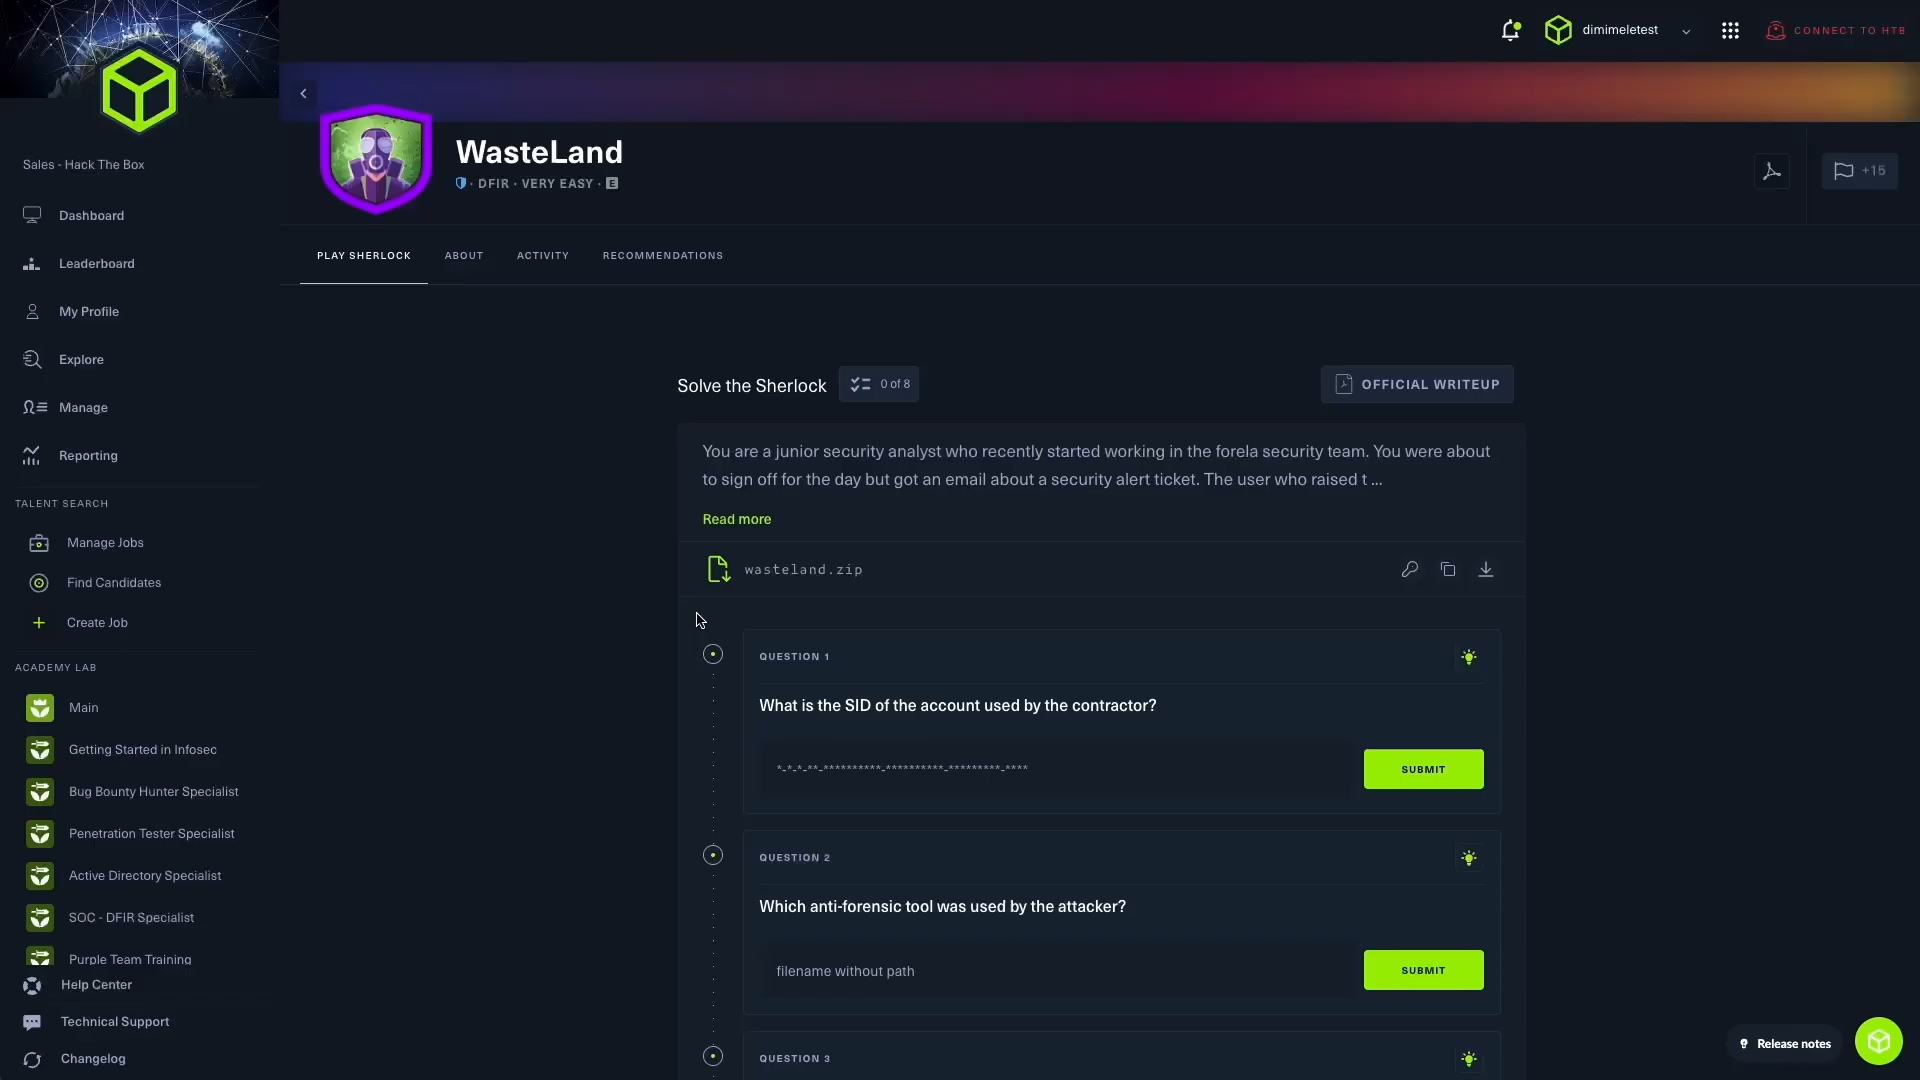 dimimeletest
CONNECT TO HTB
Sales - Hack The Box
Dashboard
Leaderboard
My Profile
Explore
Manage
Reporting
TALENT SEARCH
Manage Jobs
Find Candidates
Create Job
ACADEMY LAB
Main
Getting Started in Infosec
Bug Bounty Hunter Specialist
Penetration Tester Specialist
Active Directory Specialist
SOC - DFIR Specialist
Purple Team Training
Help Center
Technical Support
Changelog
WasteLand
· DFIR · VERY EASY · E
+15
PLAY SHERLOCK
ABOUT
ACTIVITY
RECOMMENDATIONS
Solve the Sherlock
0 of 8
OFFICIAL WRITEUP
You are a junior security analyst who recently started working in the forela security team. You were about
to sign off for the day but got an email about a security alert ticket. The user who raised t ...
Read more
wasteland.zip
QUESTION 1
What is the SID of the account used by the contractor?
*-*-*-**-**********-**********-*********-****
SUBMIT
QUESTION 2
Which anti-forensic tool was used by the attacker?
filename without path
SUBMIT
QUESTION 3
Release notes